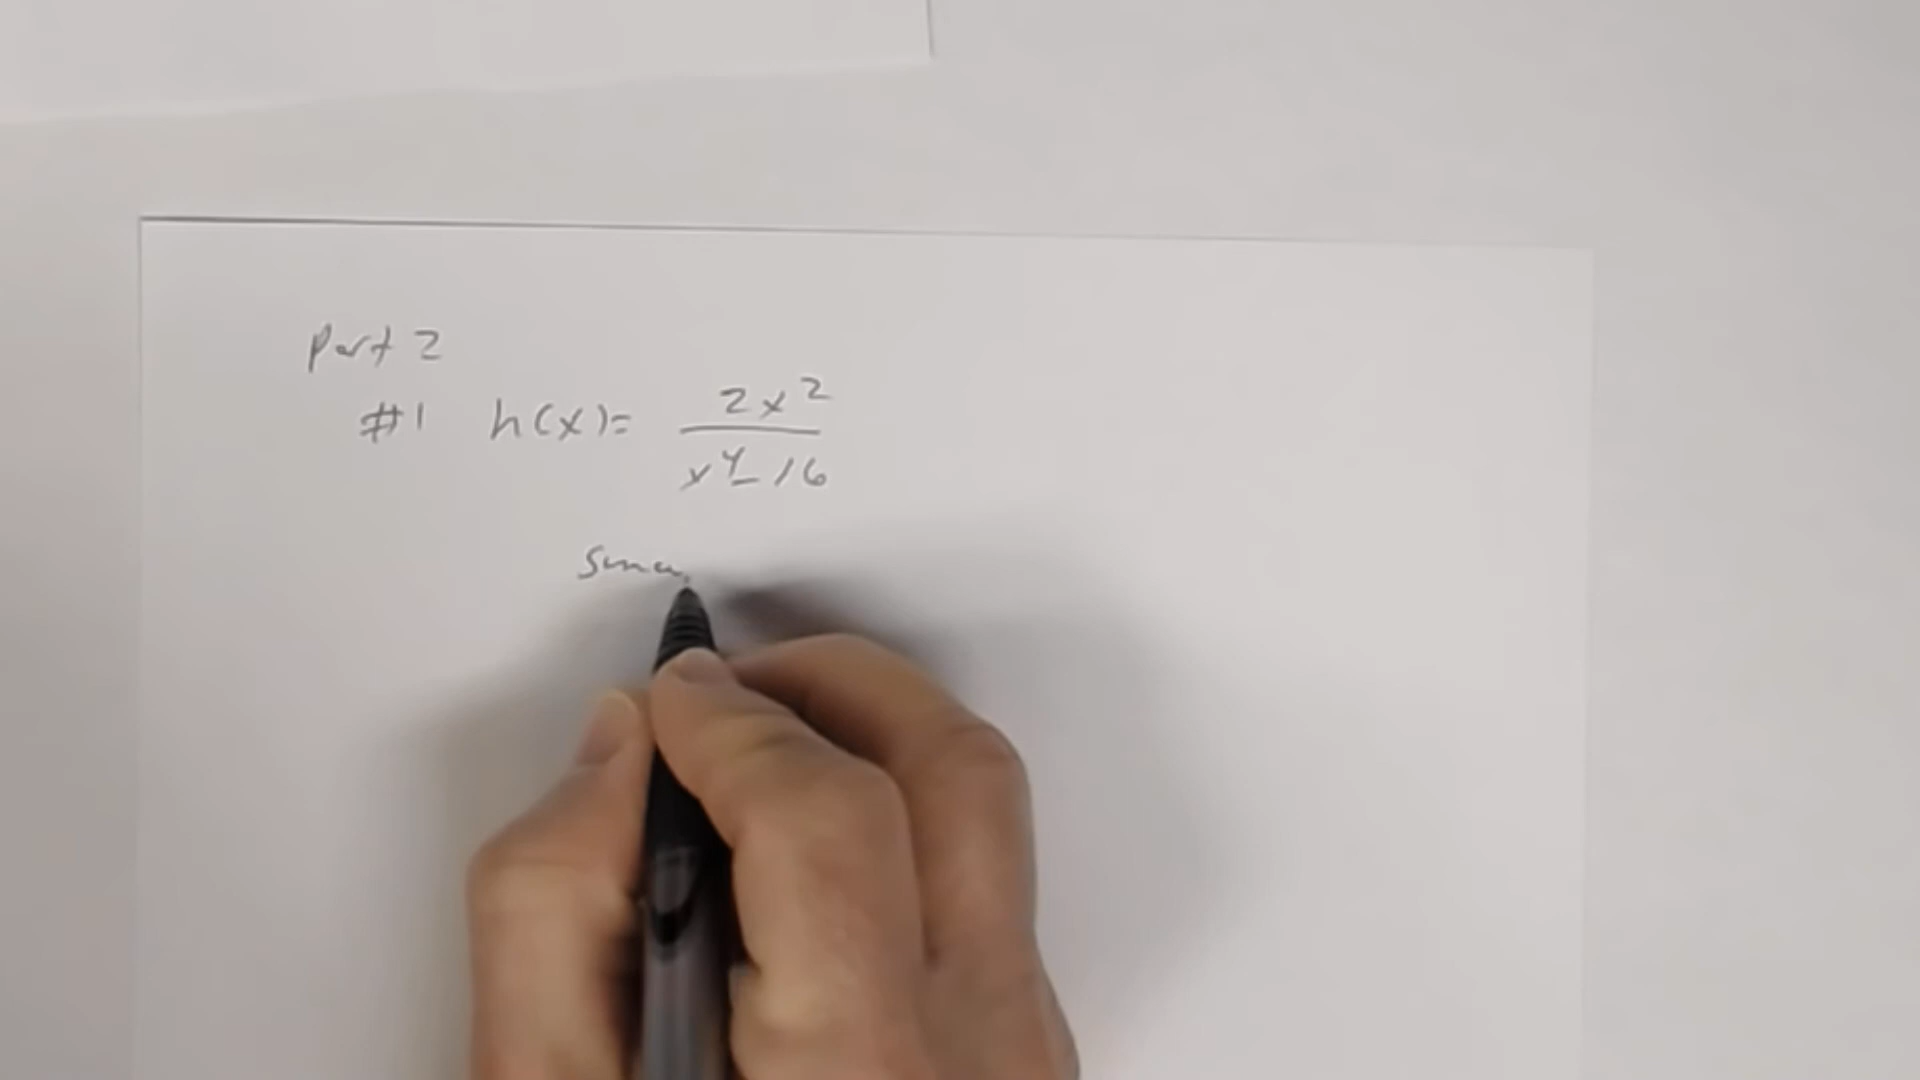 Part 2
#1 h(x) = 2x²
x⁴ - 16